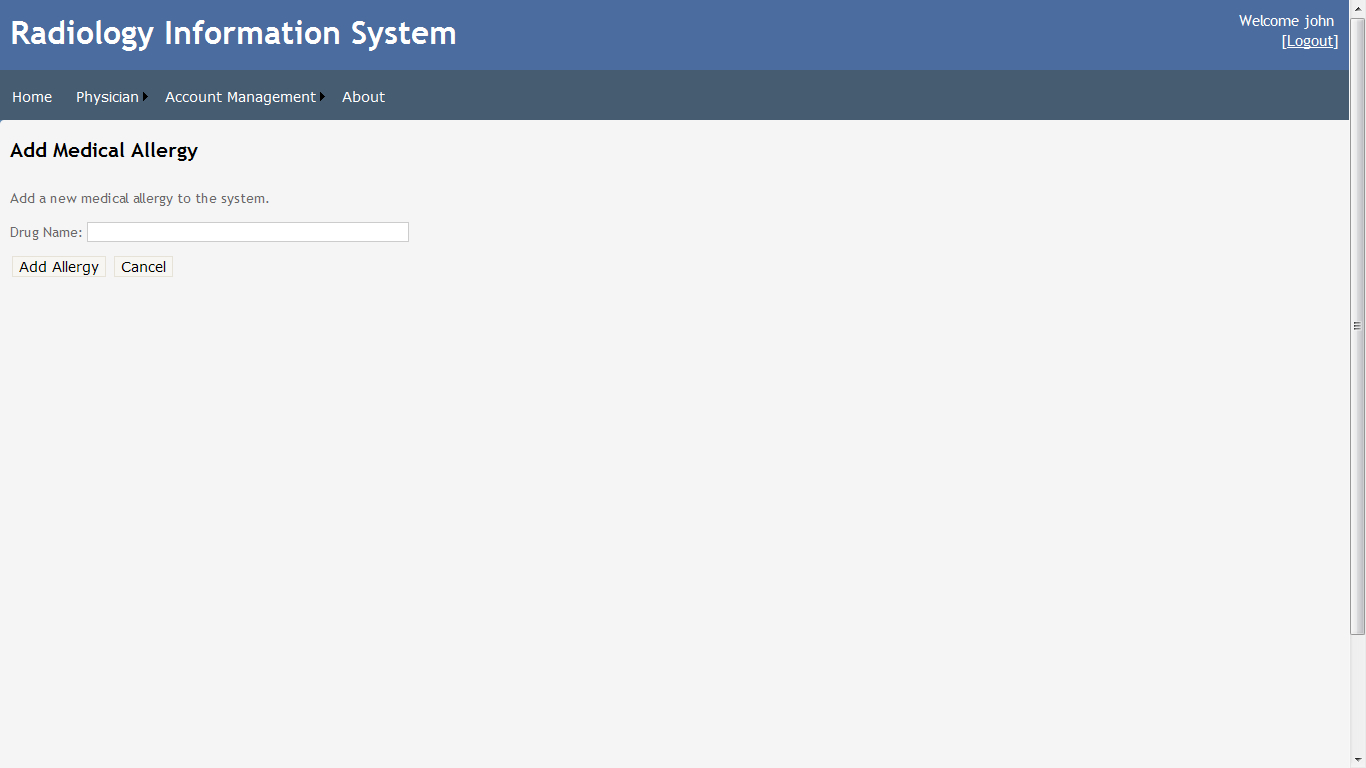 Radiology Information System
Welcome john
[Logout]
Home Physician Account Management About
Add Medical Allergy
Add a new medical allergy to the system.
Drug Name:
Add Allergy Cancel